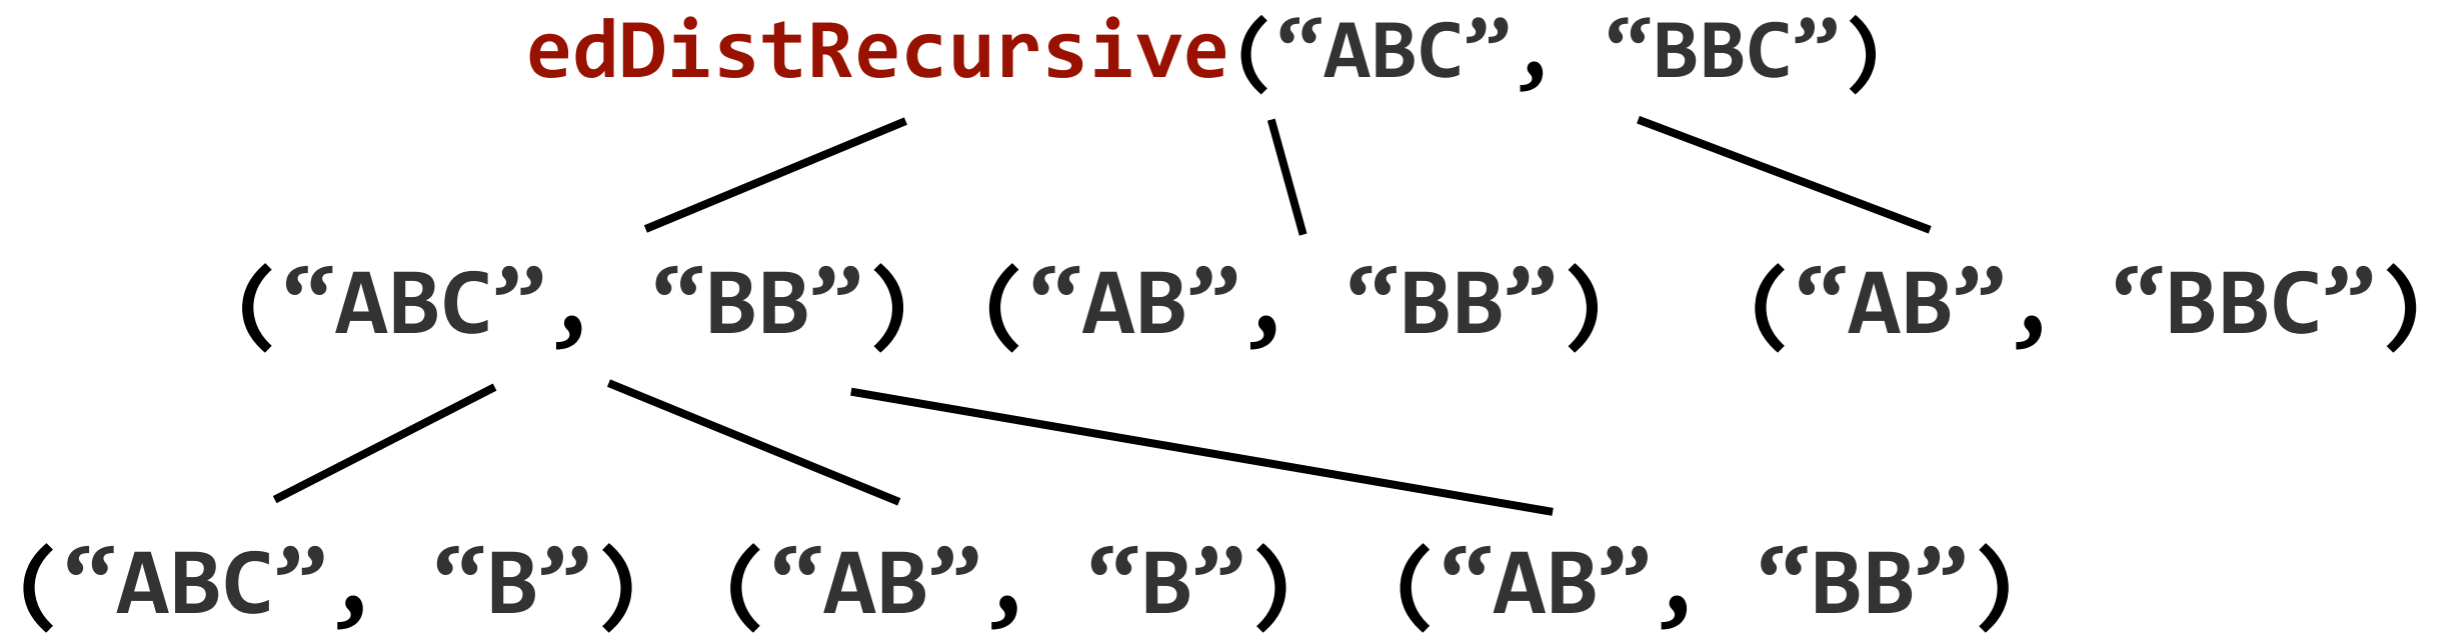 edDistRecursive(“ABC”, “BBC”)
(“ABC”, “BB”) (“AB”, “BB”) (“AB”, “BBC”)
(“ABC”, “B”) (“AB”, “B”) (“AB”, “BB”)